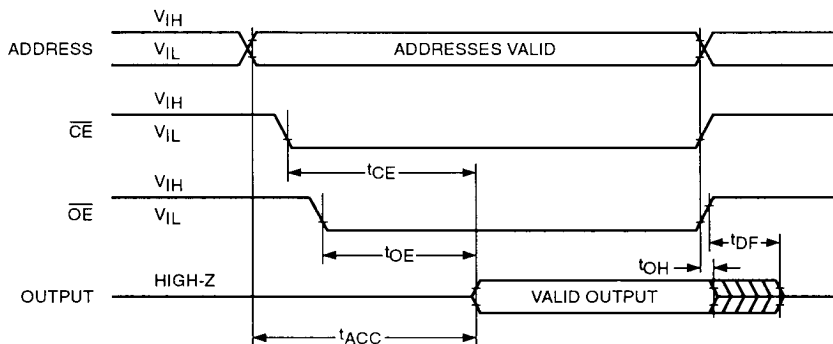 VIH
ADDRESS VIL ADDRESSES VALID
VIH
CE VIL
tCE
VIH
OE VIL
tOE tOH tDF
HIGH-Z
OUTPUT VALID OUTPUT
tACC